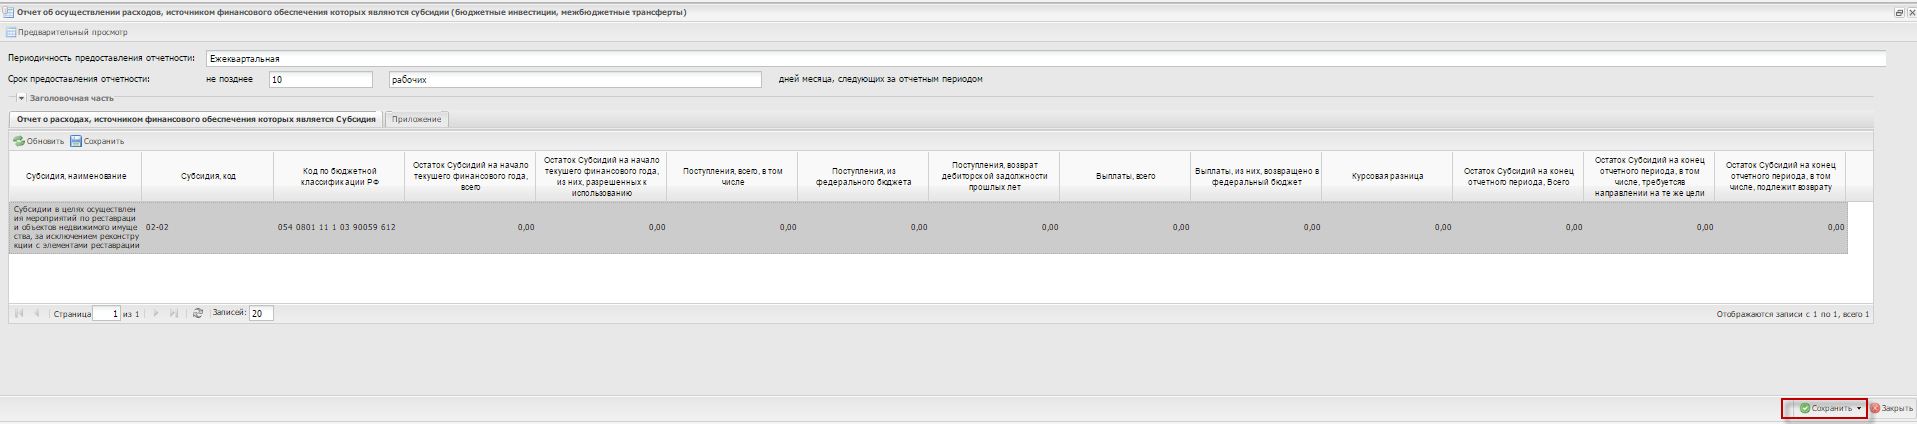 Отчет об осуществлении расходов, источником финансового обеспечения которых являются субсидии (бюджетные инвестиции, межбюджетные трансферты)
Предварительный просмотр
Периодичность предоставления отчетности: Ежеквартальная
Срок предоставления отчетности: не позднее 10 рабочих дней месяца, следующих за отчетным периодом
Заголовочная часть
Отчет о расходах, источником финансового обеспечения которых является Субсидия Приложение
Обновить Сохранить
Субсидия, наименование
Субсидия, код
Код по бюджетной
классификации РФ
Остаток Субсидий на начало
текущего финансового года,
всего
Остаток Субсидий на начало
текущего финансового года,
из них, разрешенных к
использованию
Поступления, всего, в том
числе
Поступления, из
федерального бюджета
Поступления, возврат
дебиторской задолжности
прошлых лет
Выплаты, всего
Выплаты, из них, возвращено в
федеральный бюджет
Курсовая разница
Остаток Субсидий на конец
отчетного периода, Всего
Остаток Субсидий на конец
отчетного периода, в том
числе, требуется
направлении на те же цели
Остаток Субсидий на конец
отчетного периода, в том
числе, подлежит возврату
Субсидии в целях осуществлен
ия мероприятий по реставраци
и объектов недвижимого имуще
ства, за исключением реконстру
кции с элементами реставрации
02-02
054 0801 11 1 03 90059 612
0,00 0,00 0,00 0,00 0,00 0,00 0,00 0,00 0,00 0,00 0,00
Страница 1 из 1 Записей: 20 Отображаются записи с 1 по 1, всего 1
Сохранить Закрыть